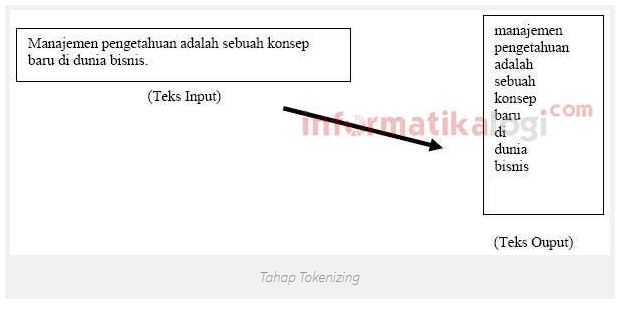 Manajemen pengetahuan adalah sebuah konsep
baru di dunia bisnis.
(Teks Input)
manajemen
pengetahuan
adalah
sebuah
konsep
baru
di
dunia
bisnis
(Teks Ouput)
informatikalogi.com
Tahap Tokenizing